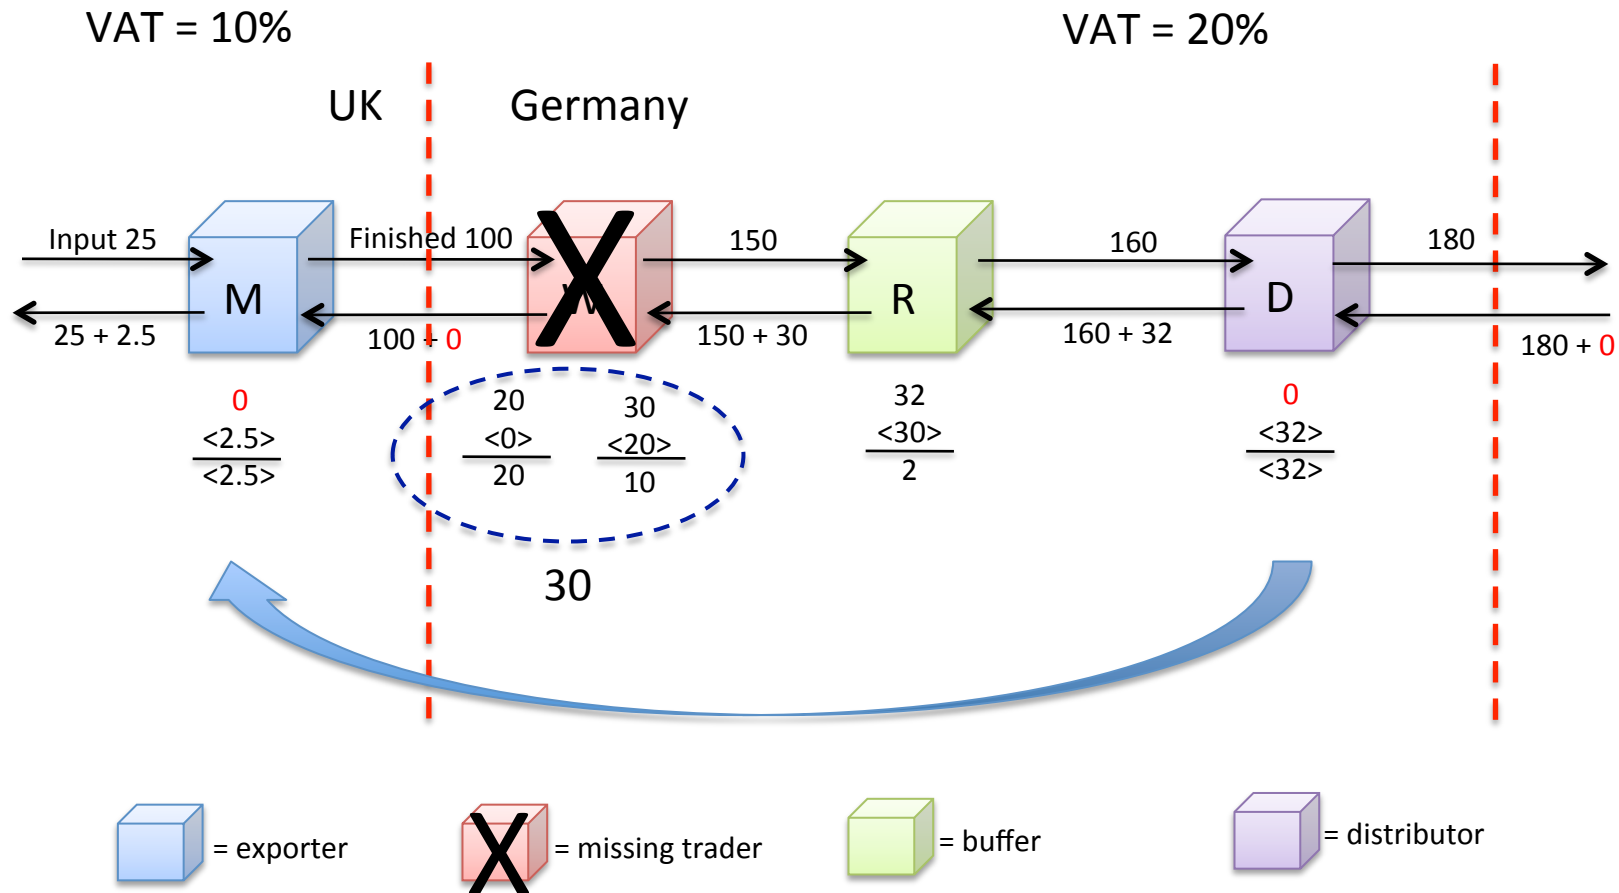 VAT = 10%
VAT = 20%
UK
Germany
Input 25
Finished 100
150
160
180
M
R
D
25 + 2.5
100 + 0
150 + 30
160 + 32
180 + 0
0
<2.5>
<2.5>
20
<0>
20
30
<20>
10
32
<30>
2
0
<32>
<32>
30
= exporter
X = missing trader
= buffer
= distributor